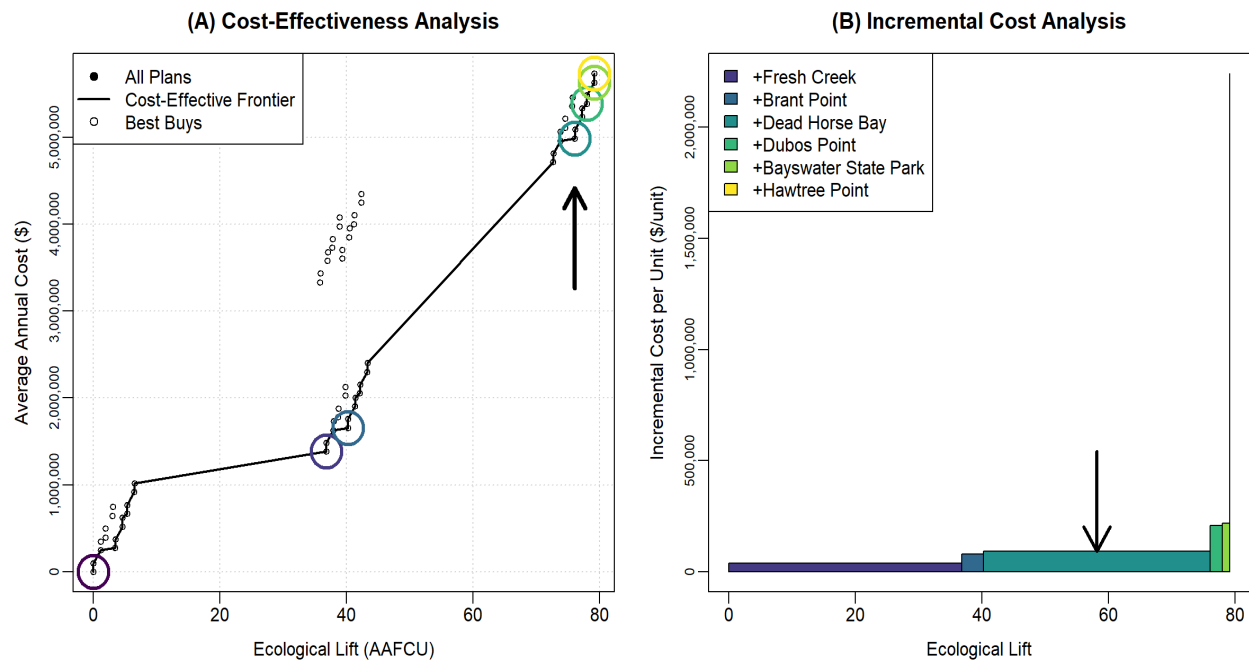 (A) Cost-Effectiveness Analysis
All Plans
Cost-Effective Frontier
Best Buys
Average Annual Cost ($)
5,000,000
4,000,000
3,000,000
2,000,000
1,000,000
0
0
20
40
60
80
Ecological Lift (AAFCU)
(B) Incremental Cost Analysis
+Fresh Creek
+Brant Point
+Dead Horse Bay
+Dubos Point
+Bayswater State Park
+Hawtree Point
Incremental Cost per Unit ($/unit)
2,000,000
1,500,000
1,000,000
500,000
0
0
20
40
60
80
Ecological Lift